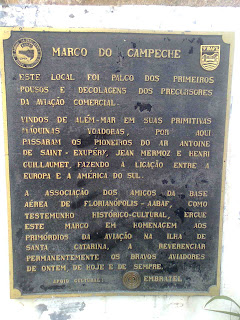 MARCO DO CAMPECHE
ESTE LOCAL FOI PALCO DOS PRIMEIROS
POUSOS E DECOLAGENS DOS PRECURSORES
DA AVIAÇÃO COMERCIAL.
VINDOS DE ALÉM-MAR EM SUAS PRIMITIVAS
MÁQUINAS VOADORAS, POR AQUI
PASSARAM OS PIONEIROS DO AR ANTOINE
DE SAINT-EXUPÉRY, JEAN MERMOZ E HENRI
GUILLAUMET, FAZENDO A LIGAÇÃO ENTRE A
EUROPA E A AMÉRICA DO SUL.
A ASSOCIAÇÃO DOS AMIGOS DA BASE
AÉREA DE FLORIANÓPOLIS-AABAF, COMO
TESTEMUNHO HISTÓRICO-CULTURAL, ERGUE
ESTE MARCO EM HOMENAGEM AOS
PRIMÓRDIOS DA AVIAÇÃO NA ILHA DE
SANTA CATARINA, A REVERENCIAR
PERMANENTEMENTE OS BRAVOS AVIADORES
DE ONTEM, DE HOJE E DE SEMPRE.
APOIO CULTURAL: EMBRATEL